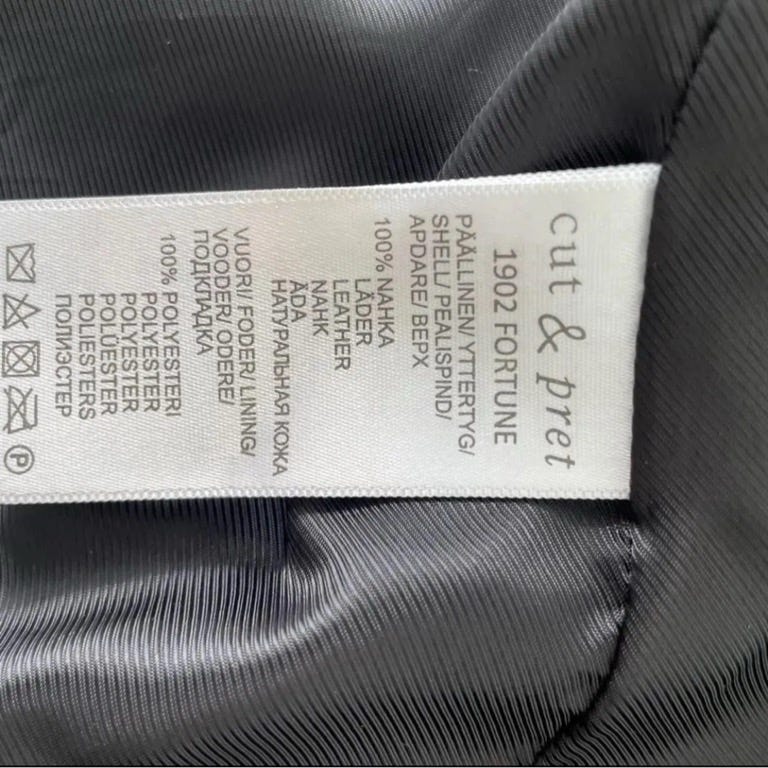 cut & pret
1902 FORTUNE
PÄÄLLINEN/ YTTERTYG/
SHELL/ PEALISPIND/
APDARE/ ВЕРХ
100% NAHKA
LÄDER
LEATHER
NAHK
ĀDA
НАТУРАЛЬНАЯ КОЖА
VUORI/ FODER/ LINING/
VOODER/ ODERE/
ПОДКЛАДКА
100% POLYESTERI
POLYESTER
POLYESTER
POLÜESTER
POLIESTERS
ПОЛИЭСТЕР
P